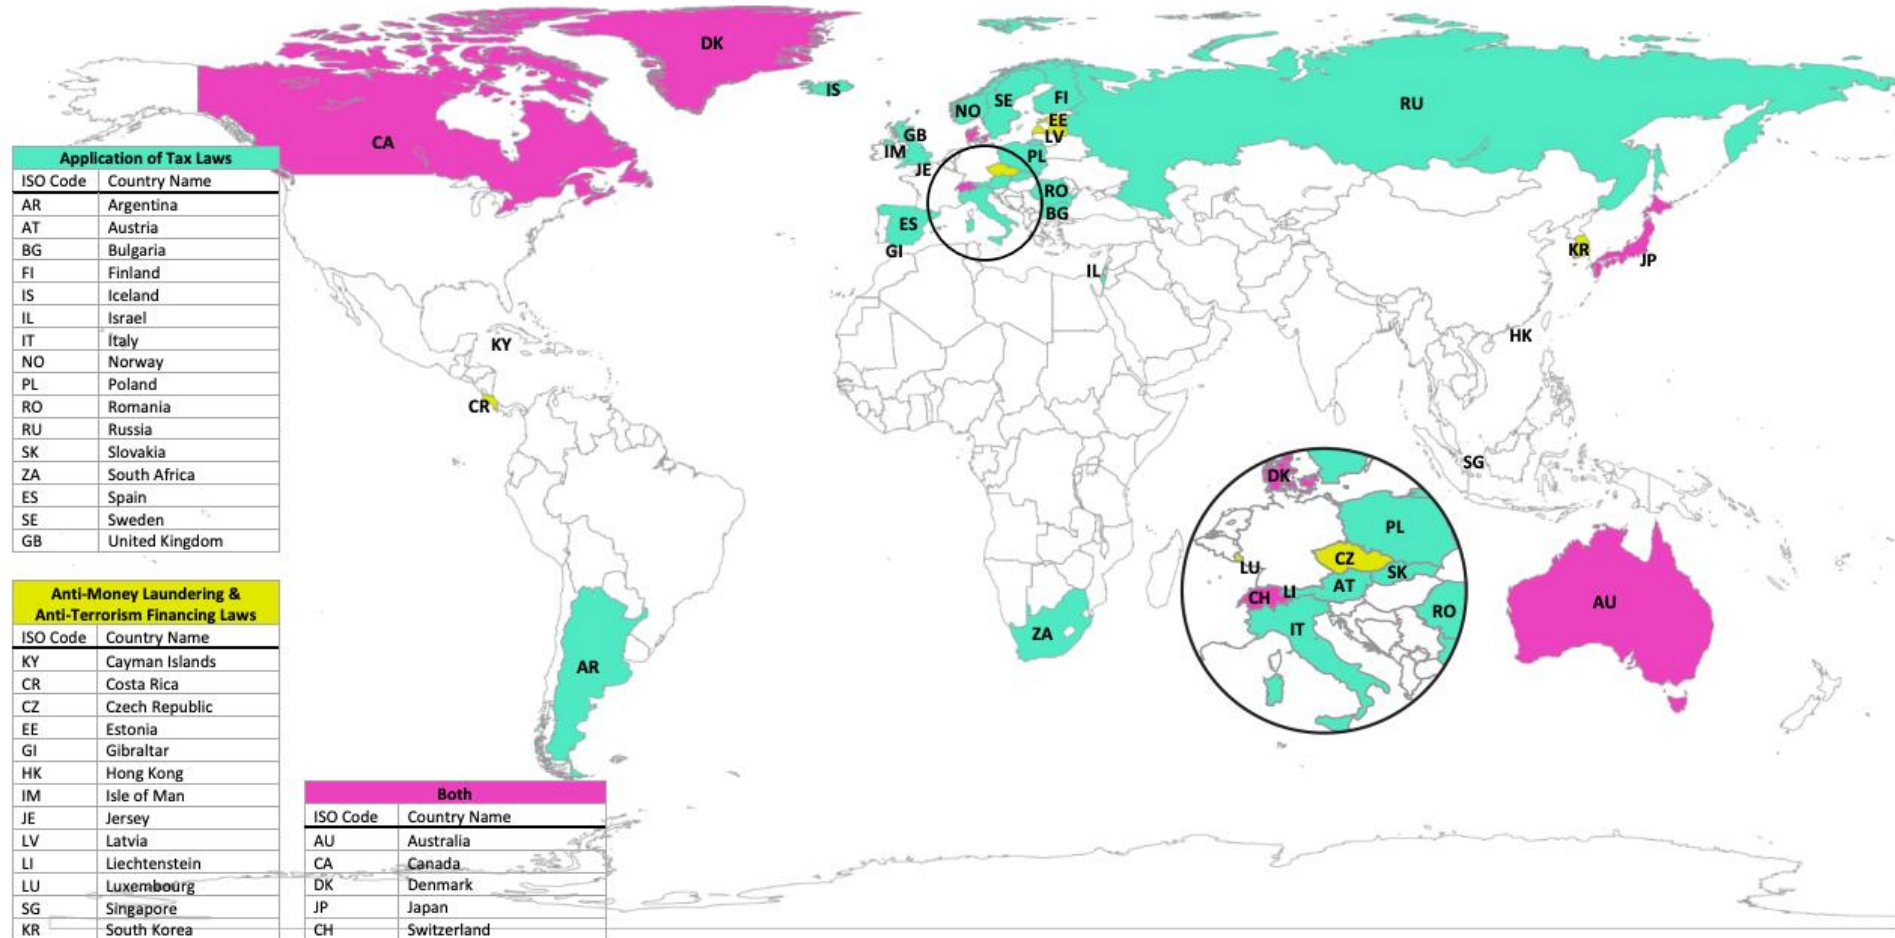 DK
IS
CA
NO
SE
FI
RU
EE
LV
GB
IM
JE
PL
RO
BG
ES
GI
IL
KR
JP
HK
KY
CR
SG
AR
ZA
AU
DK
PL
CZ
LU
SK
CH
LI
AT
RO
IT
Application of Tax Laws
ISO Code Country Name
AR Argentina
AT Austria
BG Bulgaria
FI Finland
IS Iceland
IL Israel
IT Italy
NO Norway
PL Poland
RO Romania
RU Russia
SK Slovakia
ZA South Africa
ES Spain
SE Sweden
GB United Kingdom
Anti-Money Laundering &
Anti-Terrorism Financing Laws
ISO Code Country Name
KY Cayman Islands
CR Costa Rica
CZ Czech Republic
EE Estonia
GI Gibraltar
HK Hong Kong
IM Isle of Man
JE Jersey
LV Latvia
LI Liechtenstein
LU Luxembourg
SG Singapore
KR South Korea
Both
ISO Code Country Name
AU Australia
CA Canada
DK Denmark
JP Japan
CH Switzerland